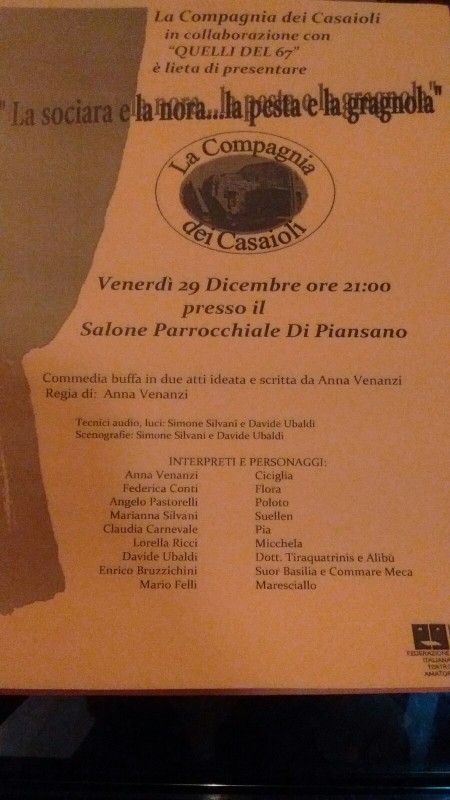 La Compagnia dei Casaioli
in collaborazione con
“QUELLI DEL 67”
è lieta di presentare
" La sociara e la nora...la pesta e la gragnola"
La Compagnia
dei Casaioli
Venerdì 29 Dicembre ore 21:00
presso il
Salone Parrocchiale Di Piansano
Commedia buffa in due atti ideata e scritta da Anna Venanzi
Regia di: Anna Venanzi
Tecnici audio, luci: Simone Silvani e Davide Ubaldi
Scenografie: Simone Silvani e Davide Ubaldi
INTERPRETI E PERSONAGGI:
Anna Venanzi Ciciglia
Federica Conti Flora
Angelo Pastorelli Poloto
Marianna Silvani Suellen
Claudia Carnevale Pia
Lorella Ricci Micchela
Davide Ubaldi Dott. Tiraquatrinis e Alibù
Enrico Bruzzichini Suor Basilia e Commare Meca
Mario Felli Maresciallo
FEDERAZIONE
ITALIANA
TEATRO
AMATOR